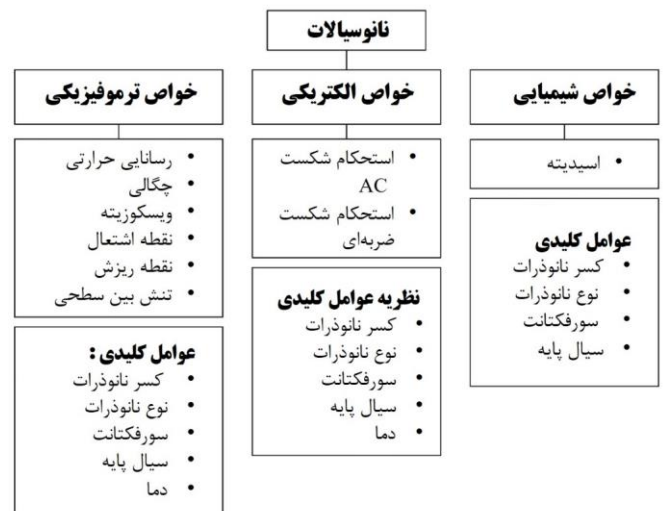 نانوسیالات
خواص شیمیایی
• اسیدیته
عوامل کلیدی
• کسر نانوذرات
• نوع نانوذرات
• سورفکتانت
• سیال پایه
خواص الکتریکی
• استحکام شکست
AC
• استحکام شکست
ضربه‌ای
نظریه عوامل کلیدی
• کسر نانوذرات
• نوع نانوذرات
• سورفکتانت
• سیال پایه
• دما
خواص ترموفیزیکی
• رسانایی حرارتی
• چگالی
• ویسکوزیته
• نقطه اشتعال
• نقطه ریزش
• تنش بین سطحی
عوامل کلیدی :
• کسر نانوذرات
• نوع نانوذرات
• سورفکتانت
• سیال پایه
• دما